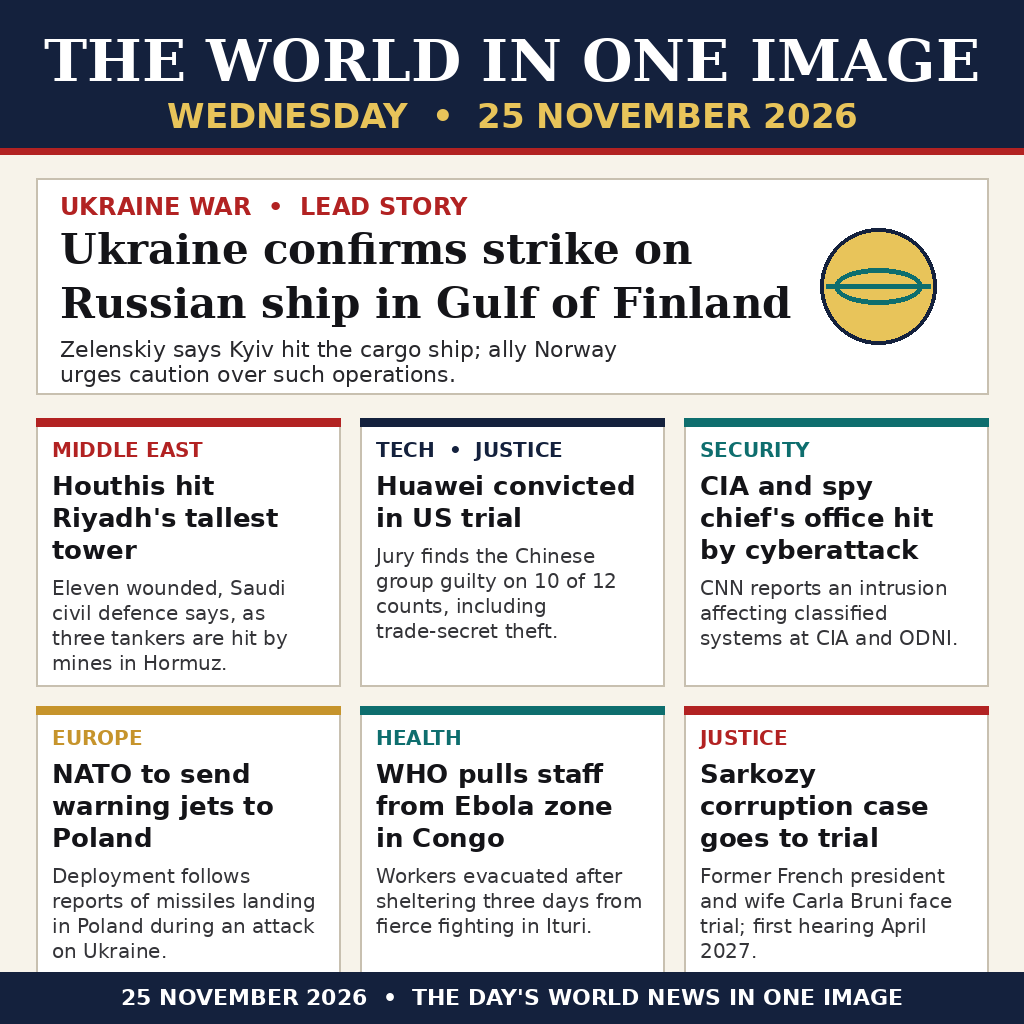 THE WORLD IN ONE IMAGE
WEDNESDAY • 25 NOVEMBER 2026
UKRAINE WAR • LEAD STORY
Ukraine confirms strike on
Russian ship in Gulf of Finland
Zelenskiy says Kyiv hit the cargo ship; ally Norway
urges caution over such operations.
MIDDLE EAST
Houthis hit
Riyadh's tallest
tower
Eleven wounded, Saudi
civil defence says, as
three tankers are hit by
mines in Hormuz.
TECH • JUSTICE
Huawei convicted
in US trial
Jury finds the Chinese
group guilty on 10 of 12
counts, including
trade-secret theft.
SECURITY
CIA and spy
chief's office hit
by cyberattack
CNN reports an intrusion
affecting classified
systems at CIA and ODNI.
EUROPE
NATO to send
warning jets to
Poland
Deployment follows
reports of missiles landing
in Poland during an attack
on Ukraine.
HEALTH
WHO pulls staff
from Ebola zone
in Congo
Workers evacuated after
sheltering three days from
fierce fighting in Ituri.
JUSTICE
Sarkozy
corruption case
goes to trial
Former French president
and wife Carla Bruni face
trial; first hearing April
2027.
25 NOVEMBER 2026 • THE DAY'S WORLD NEWS IN ONE IMAGE